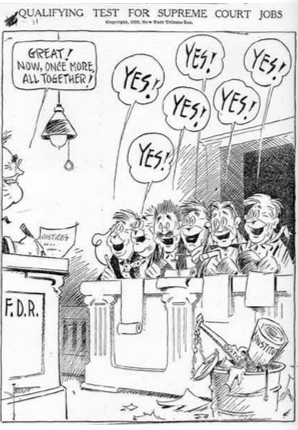 QUALIFYING TEST FOR SUPREME COURT JOBS
GREAT!
NOW, ONCE MORE,
ALL TOGETHER!
YES!
YES!
YES!
YES!
YES!
YES!
JUSTICES
F.D.R.